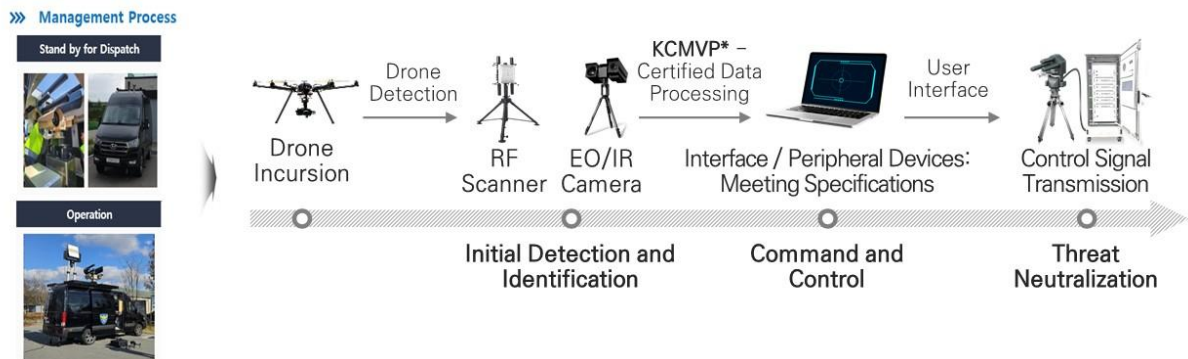 >>> Management Process
Stand by for Dispatch
Operation
Drone
Incursion
Drone
Detection
RF
Scanner
EO/IR
Camera
KCMVP* –
Certified Data
Processing
Interface / Peripheral Devices:
Meeting Specifications
User
Interface
Control Signal
Transmission
Initial Detection and
Identification
Command and
Control
Threat
Neutralization